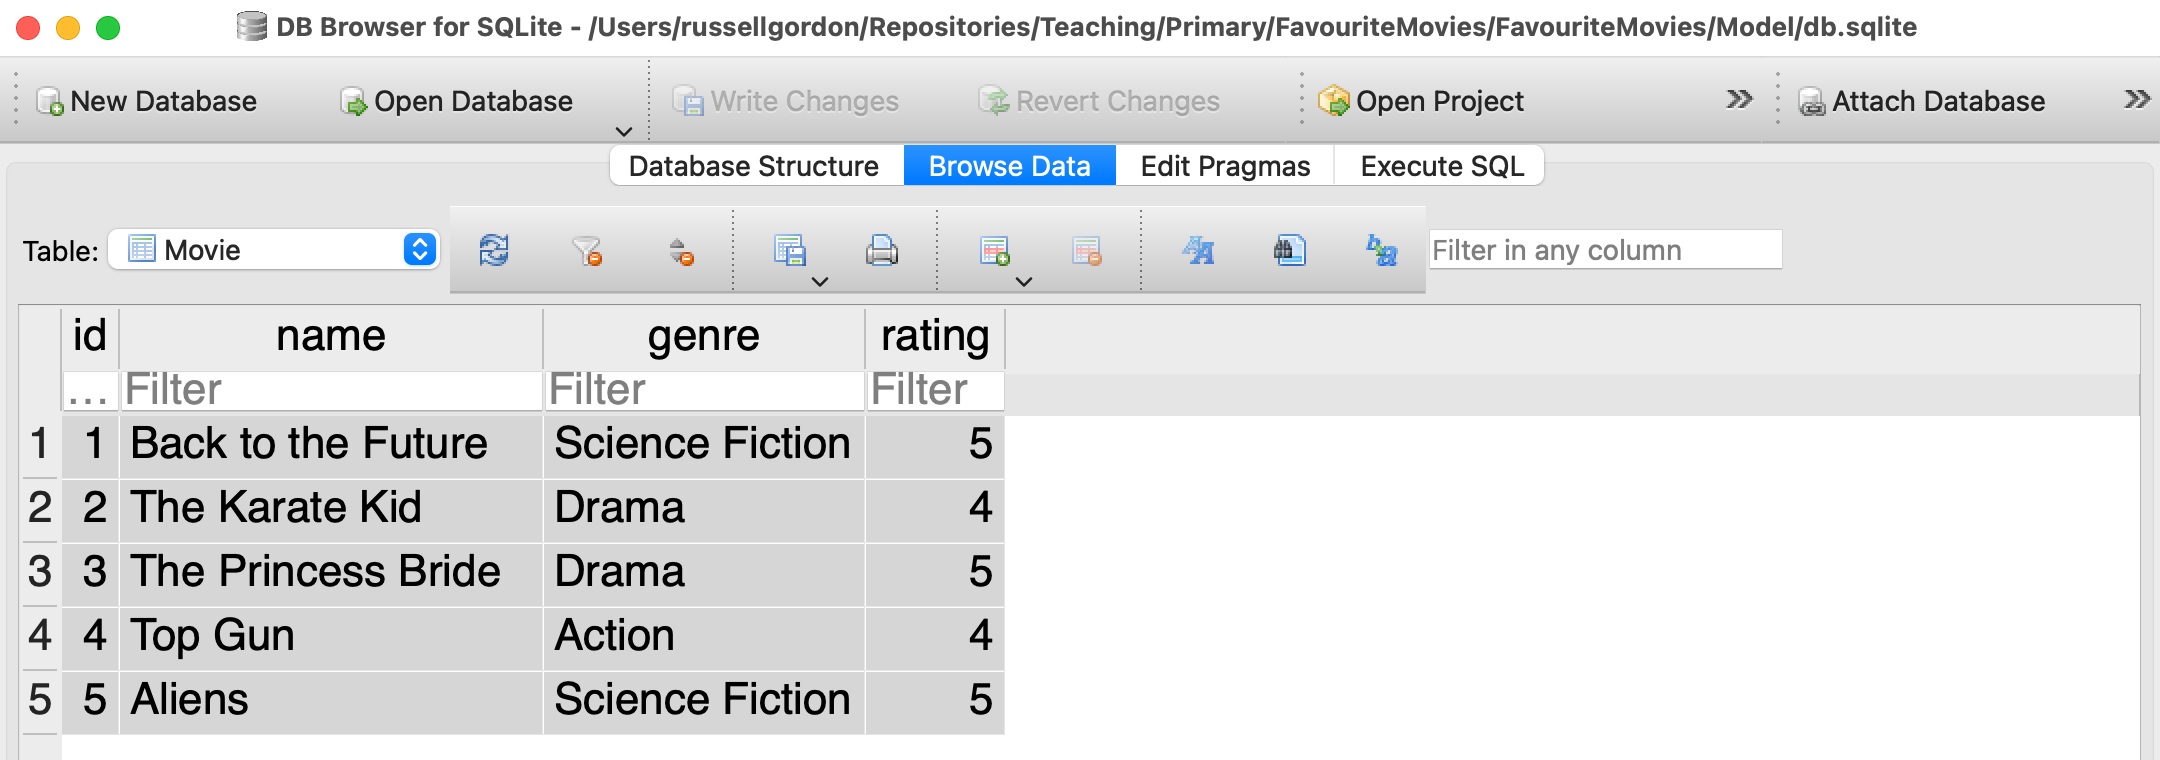 DB Browser for SQLite - /Users/russellgordon/Repositories/Teaching/Primary/FavouriteMovies/FavouriteMovies/Model/db.sqlite
New Database Open Database Write Changes Revert Changes Open Project Attach Database
Database Structure Browse Data Edit Pragmas Execute SQL
Table: Movie Filter in any column
id name genre rating
... Filter Filter Filter
1 1 Back to the Future Science Fiction 5
2 2 The Karate Kid Drama 4
3 3 The Princess Bride Drama 5
4 4 Top Gun Action 4
5 5 Aliens Science Fiction 5